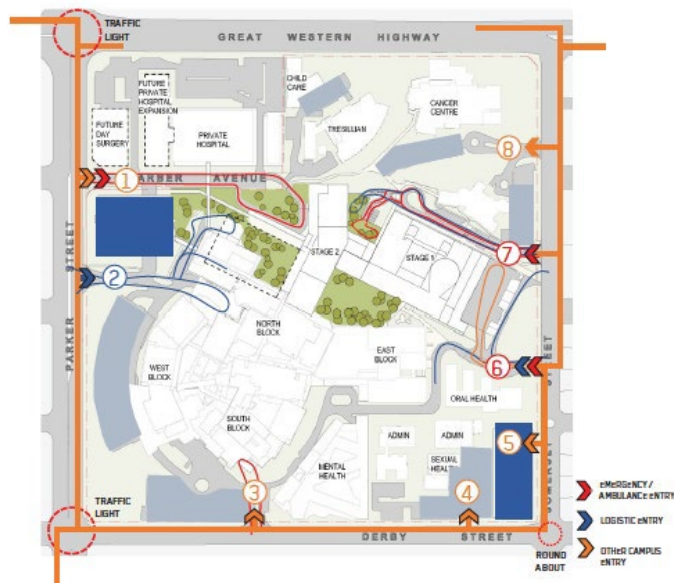 TRAFFIC
LIGHT
GREAT WESTERN HIGHWAY
FUTURE
PRIVATE
HOSPITAL
EXPANSION
CHILD
CARE
CANCER
CENTRE
FUTURE
DAY
SURGERY
PRIVATE
HOSPITAL
TRESILLIAN
8
1
ARBER AVENUE
PARKER STREET
STAGE 2
STAGE 1
7
2
NORTH
BLOCK
EAST
BLOCK
WEST
BLOCK
6
ORAL HEALTH
SOUTH
BLOCK
ADMIN
ADMIN
5
MENTAL
HEALTH
SEXUAL
HEALTH
3
4
STREET
TRAFFIC
LIGHT
DERBY STREET
ROUND
ABOUT
EMERGENCY /
AMBULANCE ENTRY
LOGISTIC ENTRY
OTHER CAMPUS
ENTRY